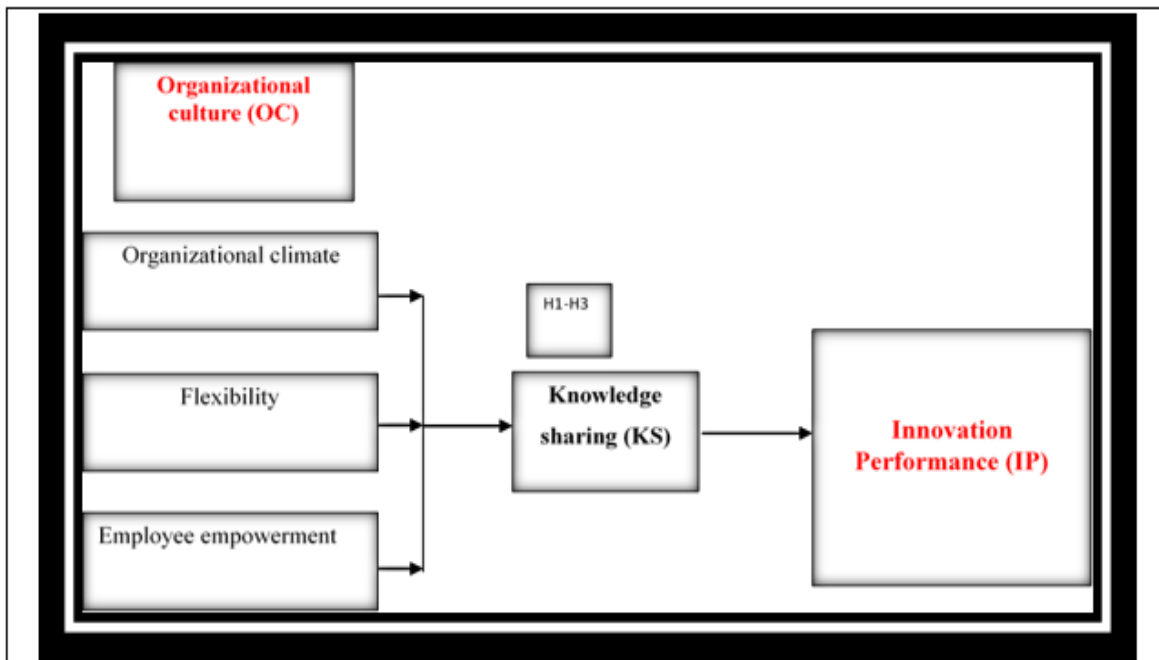 Organizational
culture (OC)
Organizational climate
H1-H3
Flexibility
Knowledge
sharing (KS)
Innovation
Performance (IP)
Employee empowerment